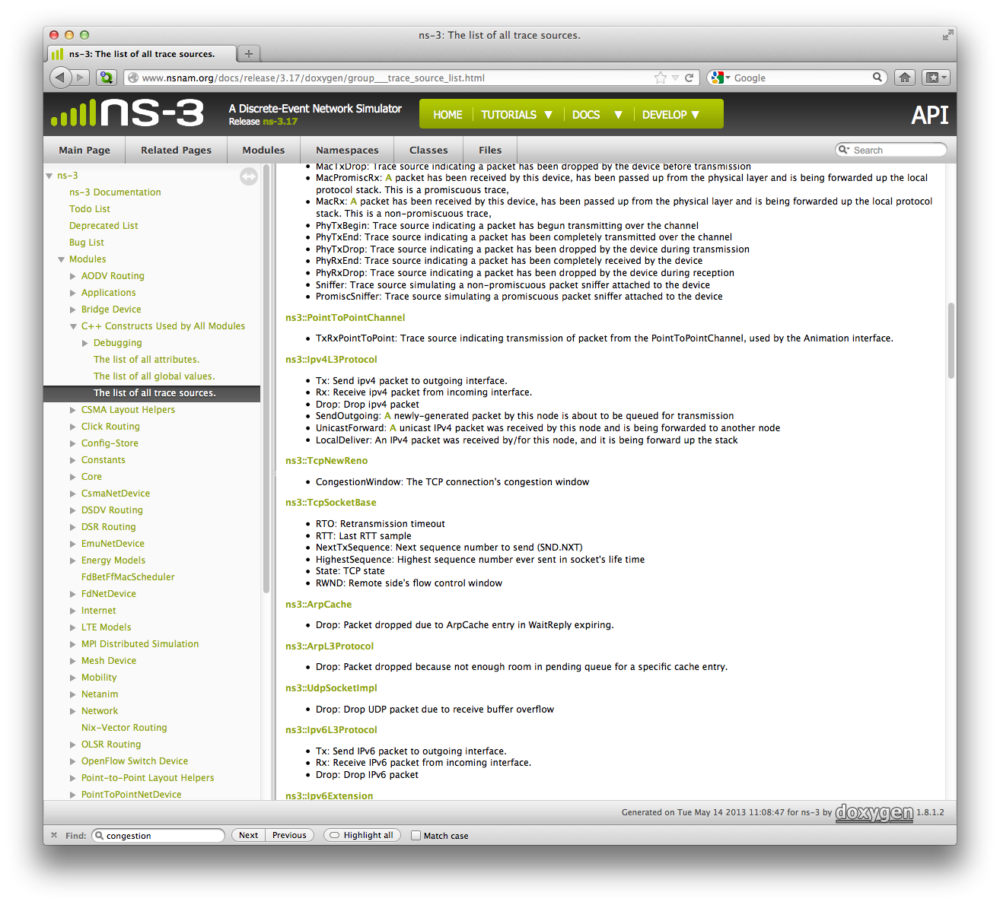 ns-3: The list of all trace sources.
ns-3: The list of all trace sources.
www.nsnam.org/docs/release/3.17/doxygen/group___trace_source_list.html
Google
ns-3
A Discrete-Event Network Simulator
Release ns-3.17
HOME
TUTORIALS
DOCS
DEVELOP
API
Main Page
Related Pages
Modules
Namespaces
Classes
Files
Search
ns-3
ns-3 Documentation
Todo List
Deprecated List
Bug List
Modules
AODV Routing
Applications
Bridge Device
C++ Constructs Used by All Modules
Debugging
The list of all attributes.
The list of all global values.
The list of all trace sources.
CSMA Layout Helpers
Click Routing
Config-Store
Constants
Core
CsmaNetDevice
DSDV Routing
DSR Routing
EmuNetDevice
Energy Models
FdBetFfMacScheduler
FdNetDevice
Internet
LTE Models
MPI Distributed Simulation
Mesh Device
Mobility
Netanim
Network
Nix-Vector Routing
OLSR Routing
OpenFlow Switch Device
Point-to-Point Layout Helpers
PointToPointNetDevice
MacTxDrop: Trace source indicating a packet has been dropped by the device before transmission
MacPromiscRx: A packet has been received by this device, has been passed up from the physical layer and is being forwarded up the local
protocol stack. This is a promiscuous trace,
MacRx: A packet has been received by this device, has been passed up from the physical layer and is being forwarded up the local protocol
stack. This is a non-promiscuous trace,
PhyTxBegin: Trace source indicating a packet has begun transmitting over the channel
PhyTxEnd: Trace source indicating a packet has been completely transmitted over the channel
PhyTxDrop: Trace source indicating a packet has been dropped by the device during transmission
PhyRxEnd: Trace source indicating a packet has been completely received by the device
PhyRxDrop: Trace source indicating a packet has been dropped by the device during reception
Sniffer: Trace source simulating a non-promiscuous packet sniffer attached to the device
PromiscSniffer: Trace source simulating a promiscuous packet sniffer attached to the device
ns3::PointToPointChannel
TxRxPointToPoint: Trace source indicating transmission of packet from the PointToPointChannel, used by the Animation interface.
ns3::Ipv4L3Protocol
Tx: Send ipv4 packet to outgoing interface.
Rx: Receive ipv4 packet from incoming interface.
Drop: Drop ipv4 packet
SendOutgoing: A newly-generated packet by this node is about to be queued for transmission
UnicastForward: A unicast IPv4 packet was received by this node and is being forwarded to another node
LocalDeliver: An IPv4 packet was received by/for this node, and it is being forward up the stack
ns3::TcpNewReno
CongestionWindow: The TCP connection's congestion window
ns3::TcpSocketBase
RTO: Retransmission timeout
RTT: Last RTT sample
NextTxSequence: Next sequence number to send (SND.NXT)
HighestSequence: Highest sequence number ever sent in socket's life time
State: TCP state
RWND: Remote side's flow control window
ns3::ArpCache
Drop: Packet dropped due to ArpCache entry in WaitReply expiring.
ns3::ArpL3Protocol
Drop: Packet dropped because not enough room in pending queue for a specific cache entry.
ns3::UdpSocketImpl
Drop: Drop UDP packet due to receive buffer overflow
ns3::Ipv6L3Protocol
Tx: Send IPv6 packet to outgoing interface.
Rx: Receive IPv6 packet from incoming interface.
Drop: Drop IPv6 packet
ns3::Ipv6Extension
Generated on Tue May 14 2013 11:08:47 for ns-3 by doxygen 1.8.1.2
Find: congestion
Next
Previous
Highlight all
Match case